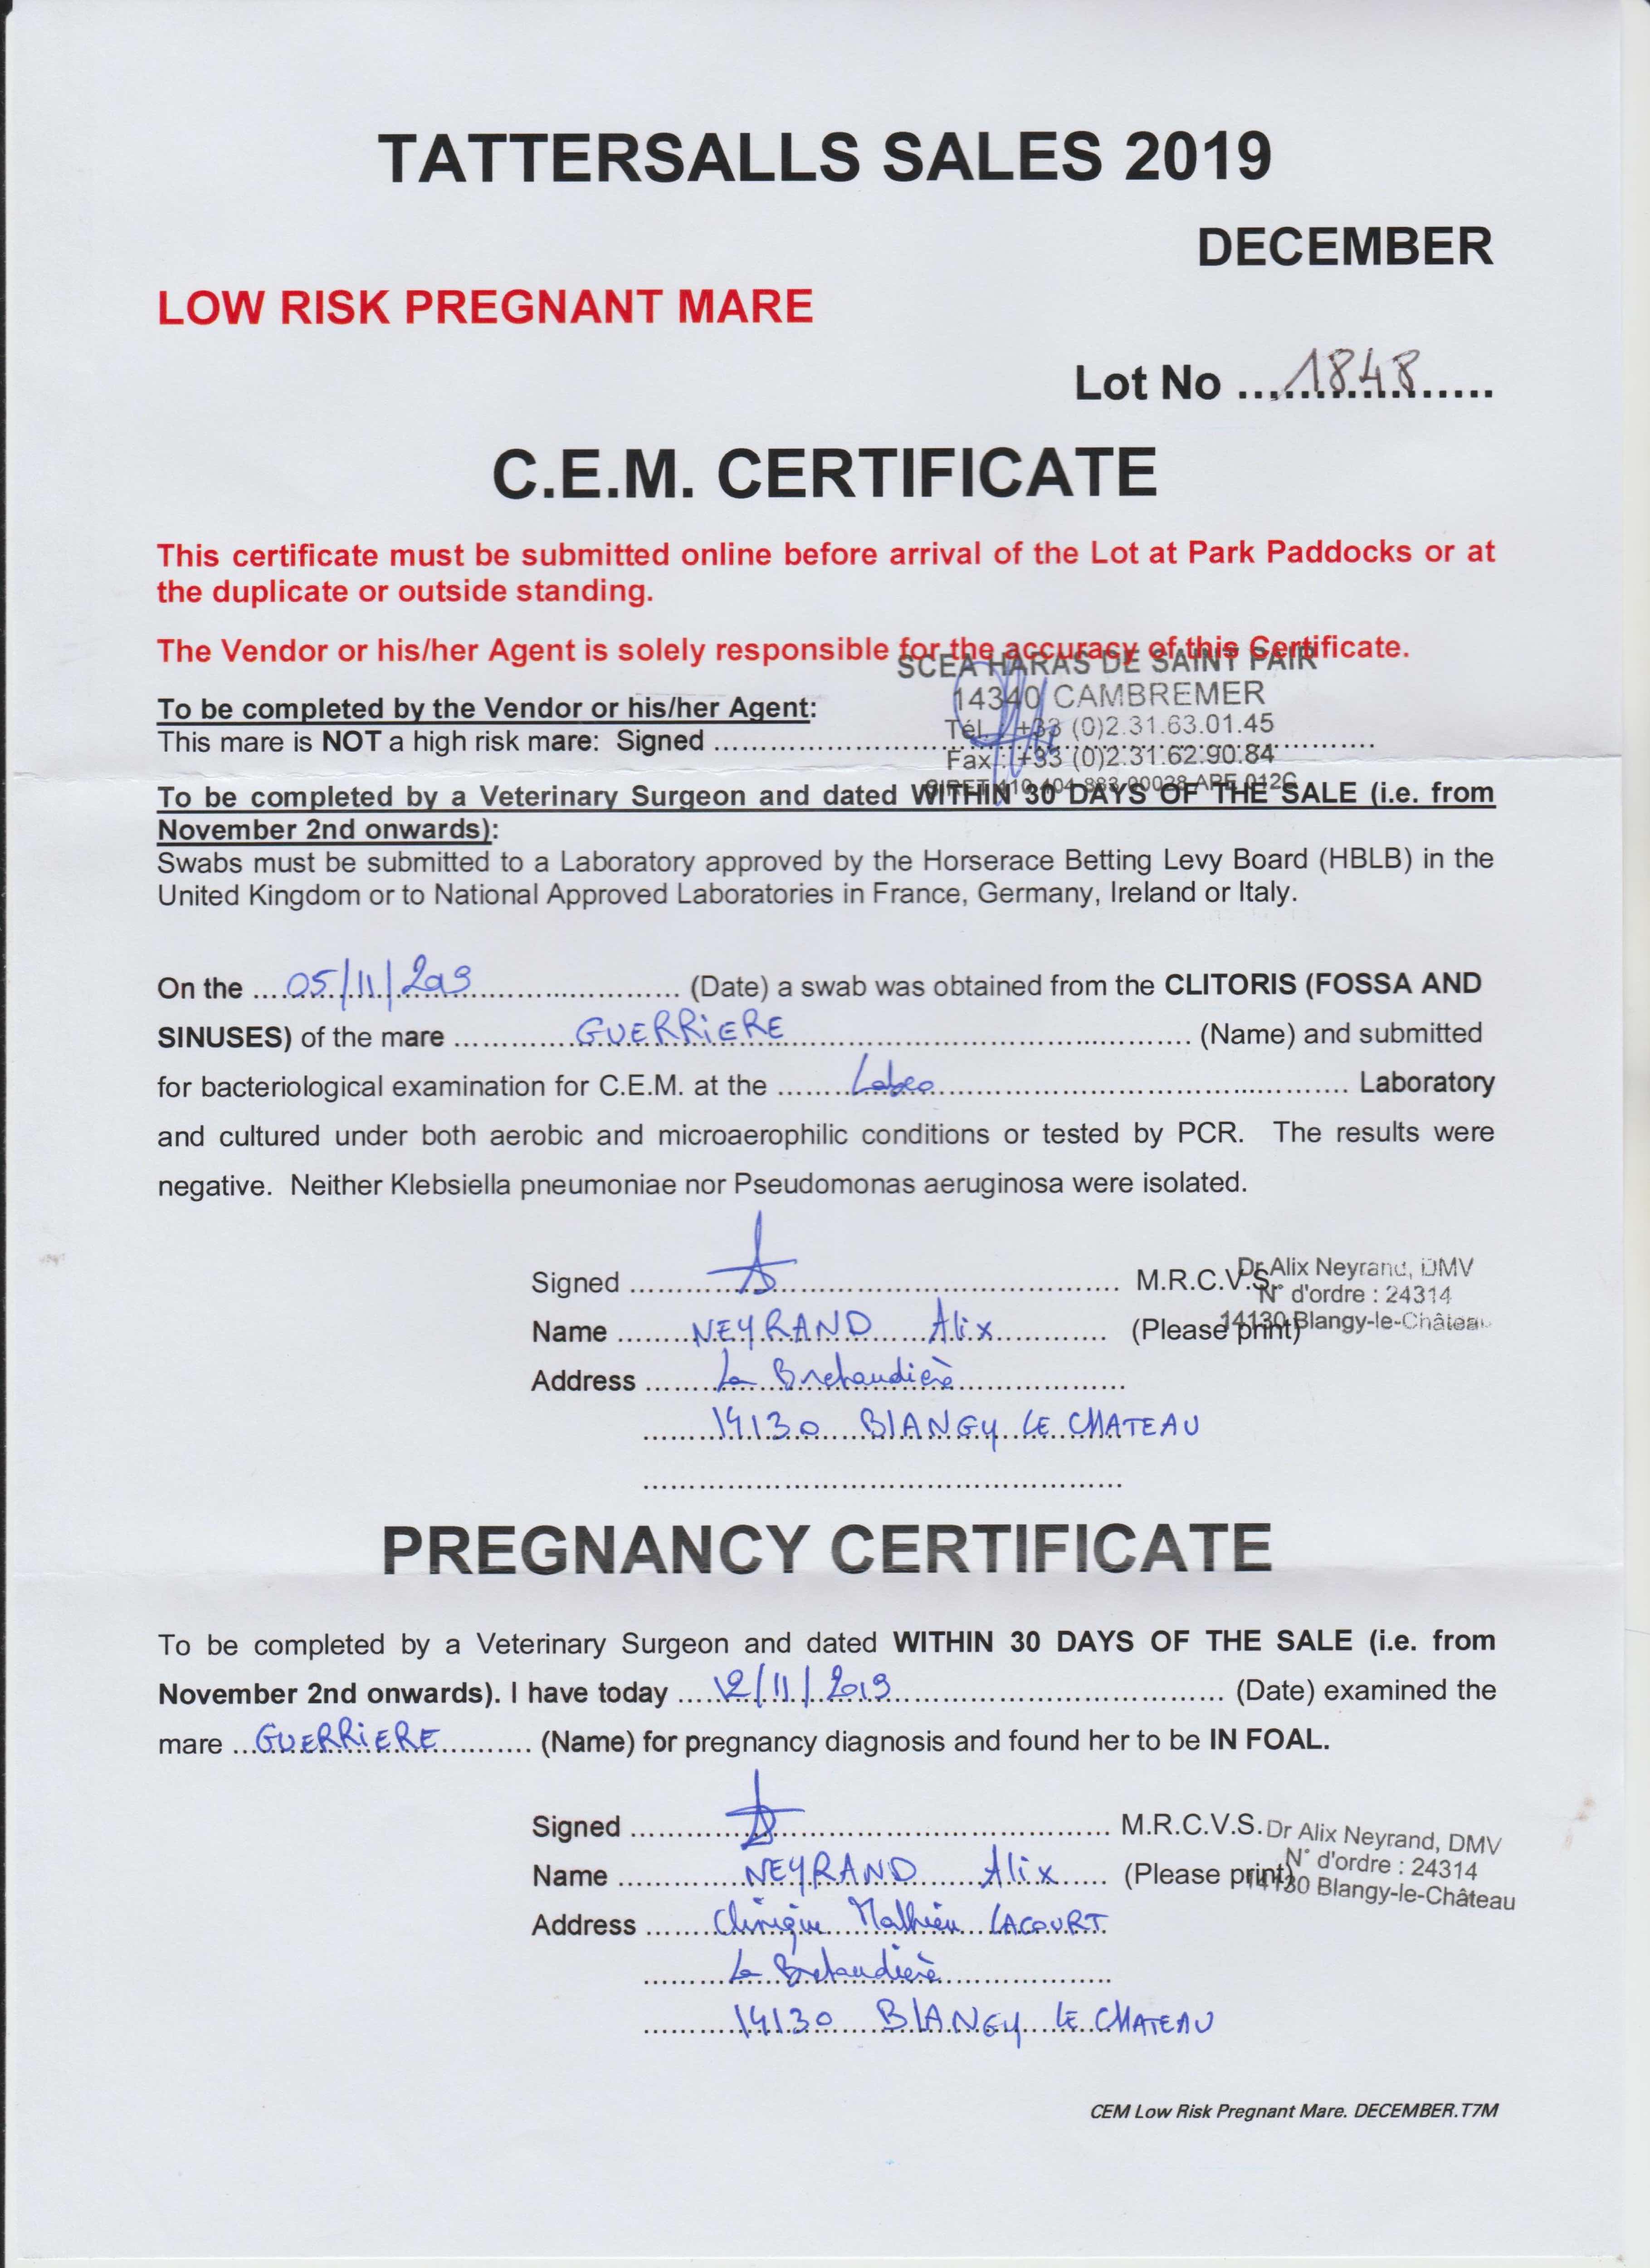 TATTERSALLS SALES 2019
DECEMBER
LOW RISK PREGNANT MARE
Lot No ...1848...
C.E.M. CERTIFICATE
This certificate must be submitted online before arrival of the Lot at Park Paddocks or at
the duplicate or outside standing.
The Vendor or his/her Agent is solely responsible for the accuracy of this Certificate.
SCEA HARAS DE SAINT PAIR
14340 CAMBREMER
To be completed by the Vendor or his/her Agent:
Tél. : +33 (0)2.31.63.01.45
This mare is NOT a high risk mare: Signed ...
Fax : +33 (0)2.31.62.90.84
To be completed by a Veterinary Surgeon and dated WITHIN 30 DAYS OF THE SALE (i.e. from
November 2nd onwards):
Swabs must be submitted to a Laboratory approved by the Horserace Betting Levy Board (HBLB) in the
United Kingdom or to National Approved Laboratories in France, Germany, Ireland or Italy.
On the ...05/11/2019... (Date) a swab was obtained from the CLITORIS (FOSSA AND
SINUSES) of the mare ...GUERRiERE... (Name) and submitted
for bacteriological examination for C.E.M. at the ...Labeo... Laboratory
and cultured under both aerobic and microaerophilic conditions or tested by PCR. The results were
negative. Neither Klebsiella pneumoniae nor Pseudomonas aeruginosa were isolated.
Signed ... M.R.C.V.S.
Dr Alix Neyrand, DMV
N° d'ordre : 24314
14130 Blangy-le-Château
Name ...NEYRAND Alix... (Please print)
Address ...La Bretaudière...
14130 BLANGY LE CHATEAU
PREGNANCY CERTIFICATE
To be completed by a Veterinary Surgeon and dated WITHIN 30 DAYS OF THE SALE (i.e. from
November 2nd onwards). I have today ...12/11/2019... (Date) examined the
mare ...GUERRiERE... (Name) for pregnancy diagnosis and found her to be IN FOAL.
Signed ... M.R.C.V.S.
Dr Alix Neyrand, DMV
N° d'ordre : 24314
14130 Blangy-le-Château
Name ...NEYRAND Alix... (Please print)
Address ...Clinique Mathieu LACOURT
La Bretaudière
14130 BLANGY LE CHATEAU
CEM Low Risk Pregnant Mare. DECEMBER.T7M